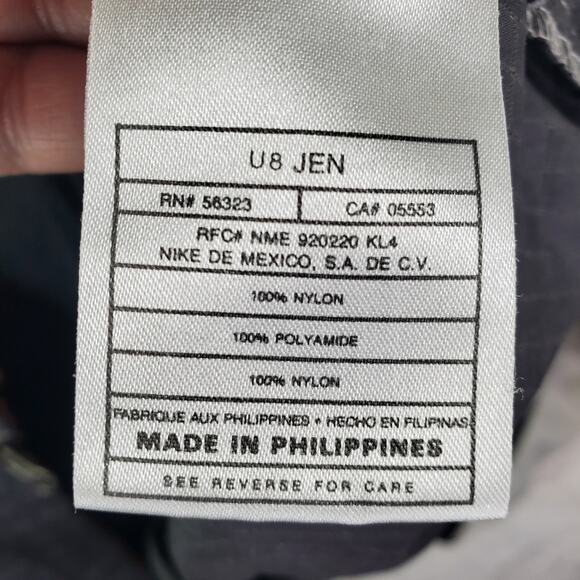 U8 JEN
RN# 56323 CA# 05553
RFC# NME 920220 KL4
NIKE DE MEXICO, S.A. DE C.V.
100% NYLON
100% POLYAMIDE
100% NYLON
FABRIQUE AUX PHILIPPINES • HECHO EN FILIPINAS
MADE IN PHILIPPINES
SEE REVERSE FOR CARE